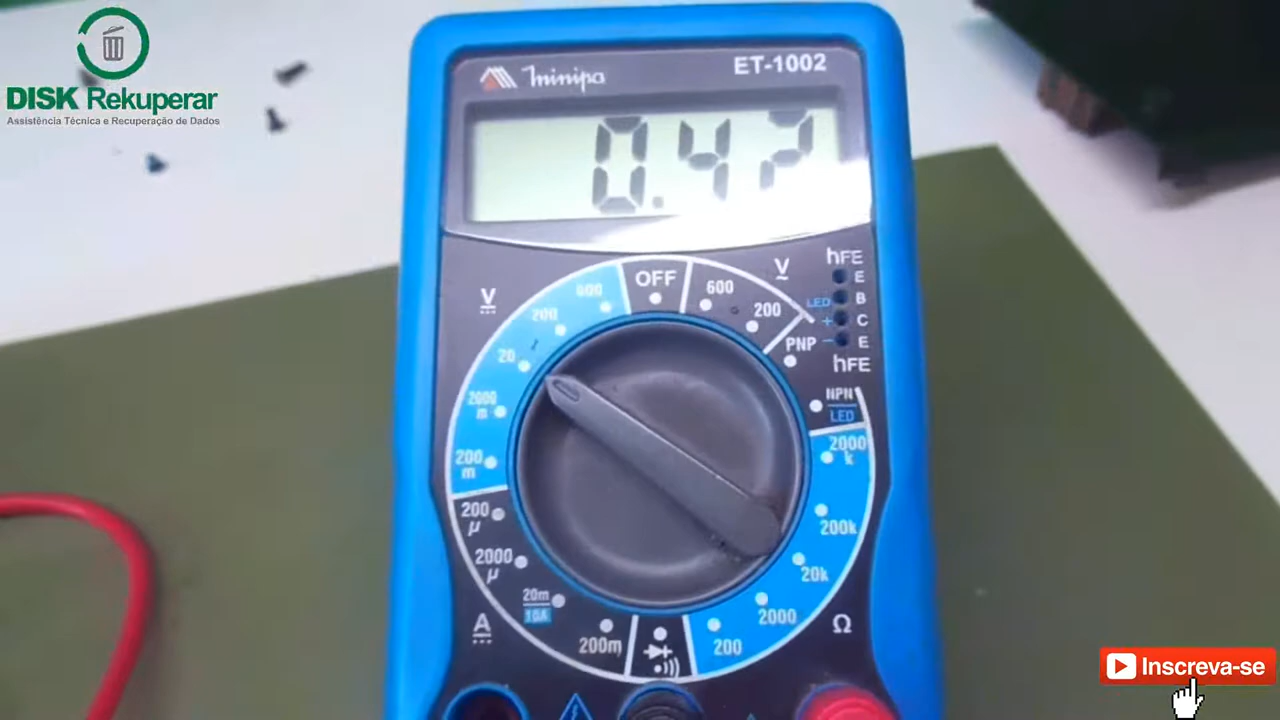 DISK Rekuperar
Assistência Técnica e Recuperação de Dados
minipa
ET-1002
0.42
OFF
V
600
200
hFE
E
LED
B
+
C
PNP
-
E
hFE
NPN
LED
2000
k
200k
20k
2000
200
Ω
V
600
200
20
2000
m
200
m
200
µ
2000
µ
20m
10A
200m
A
Inscreva-se